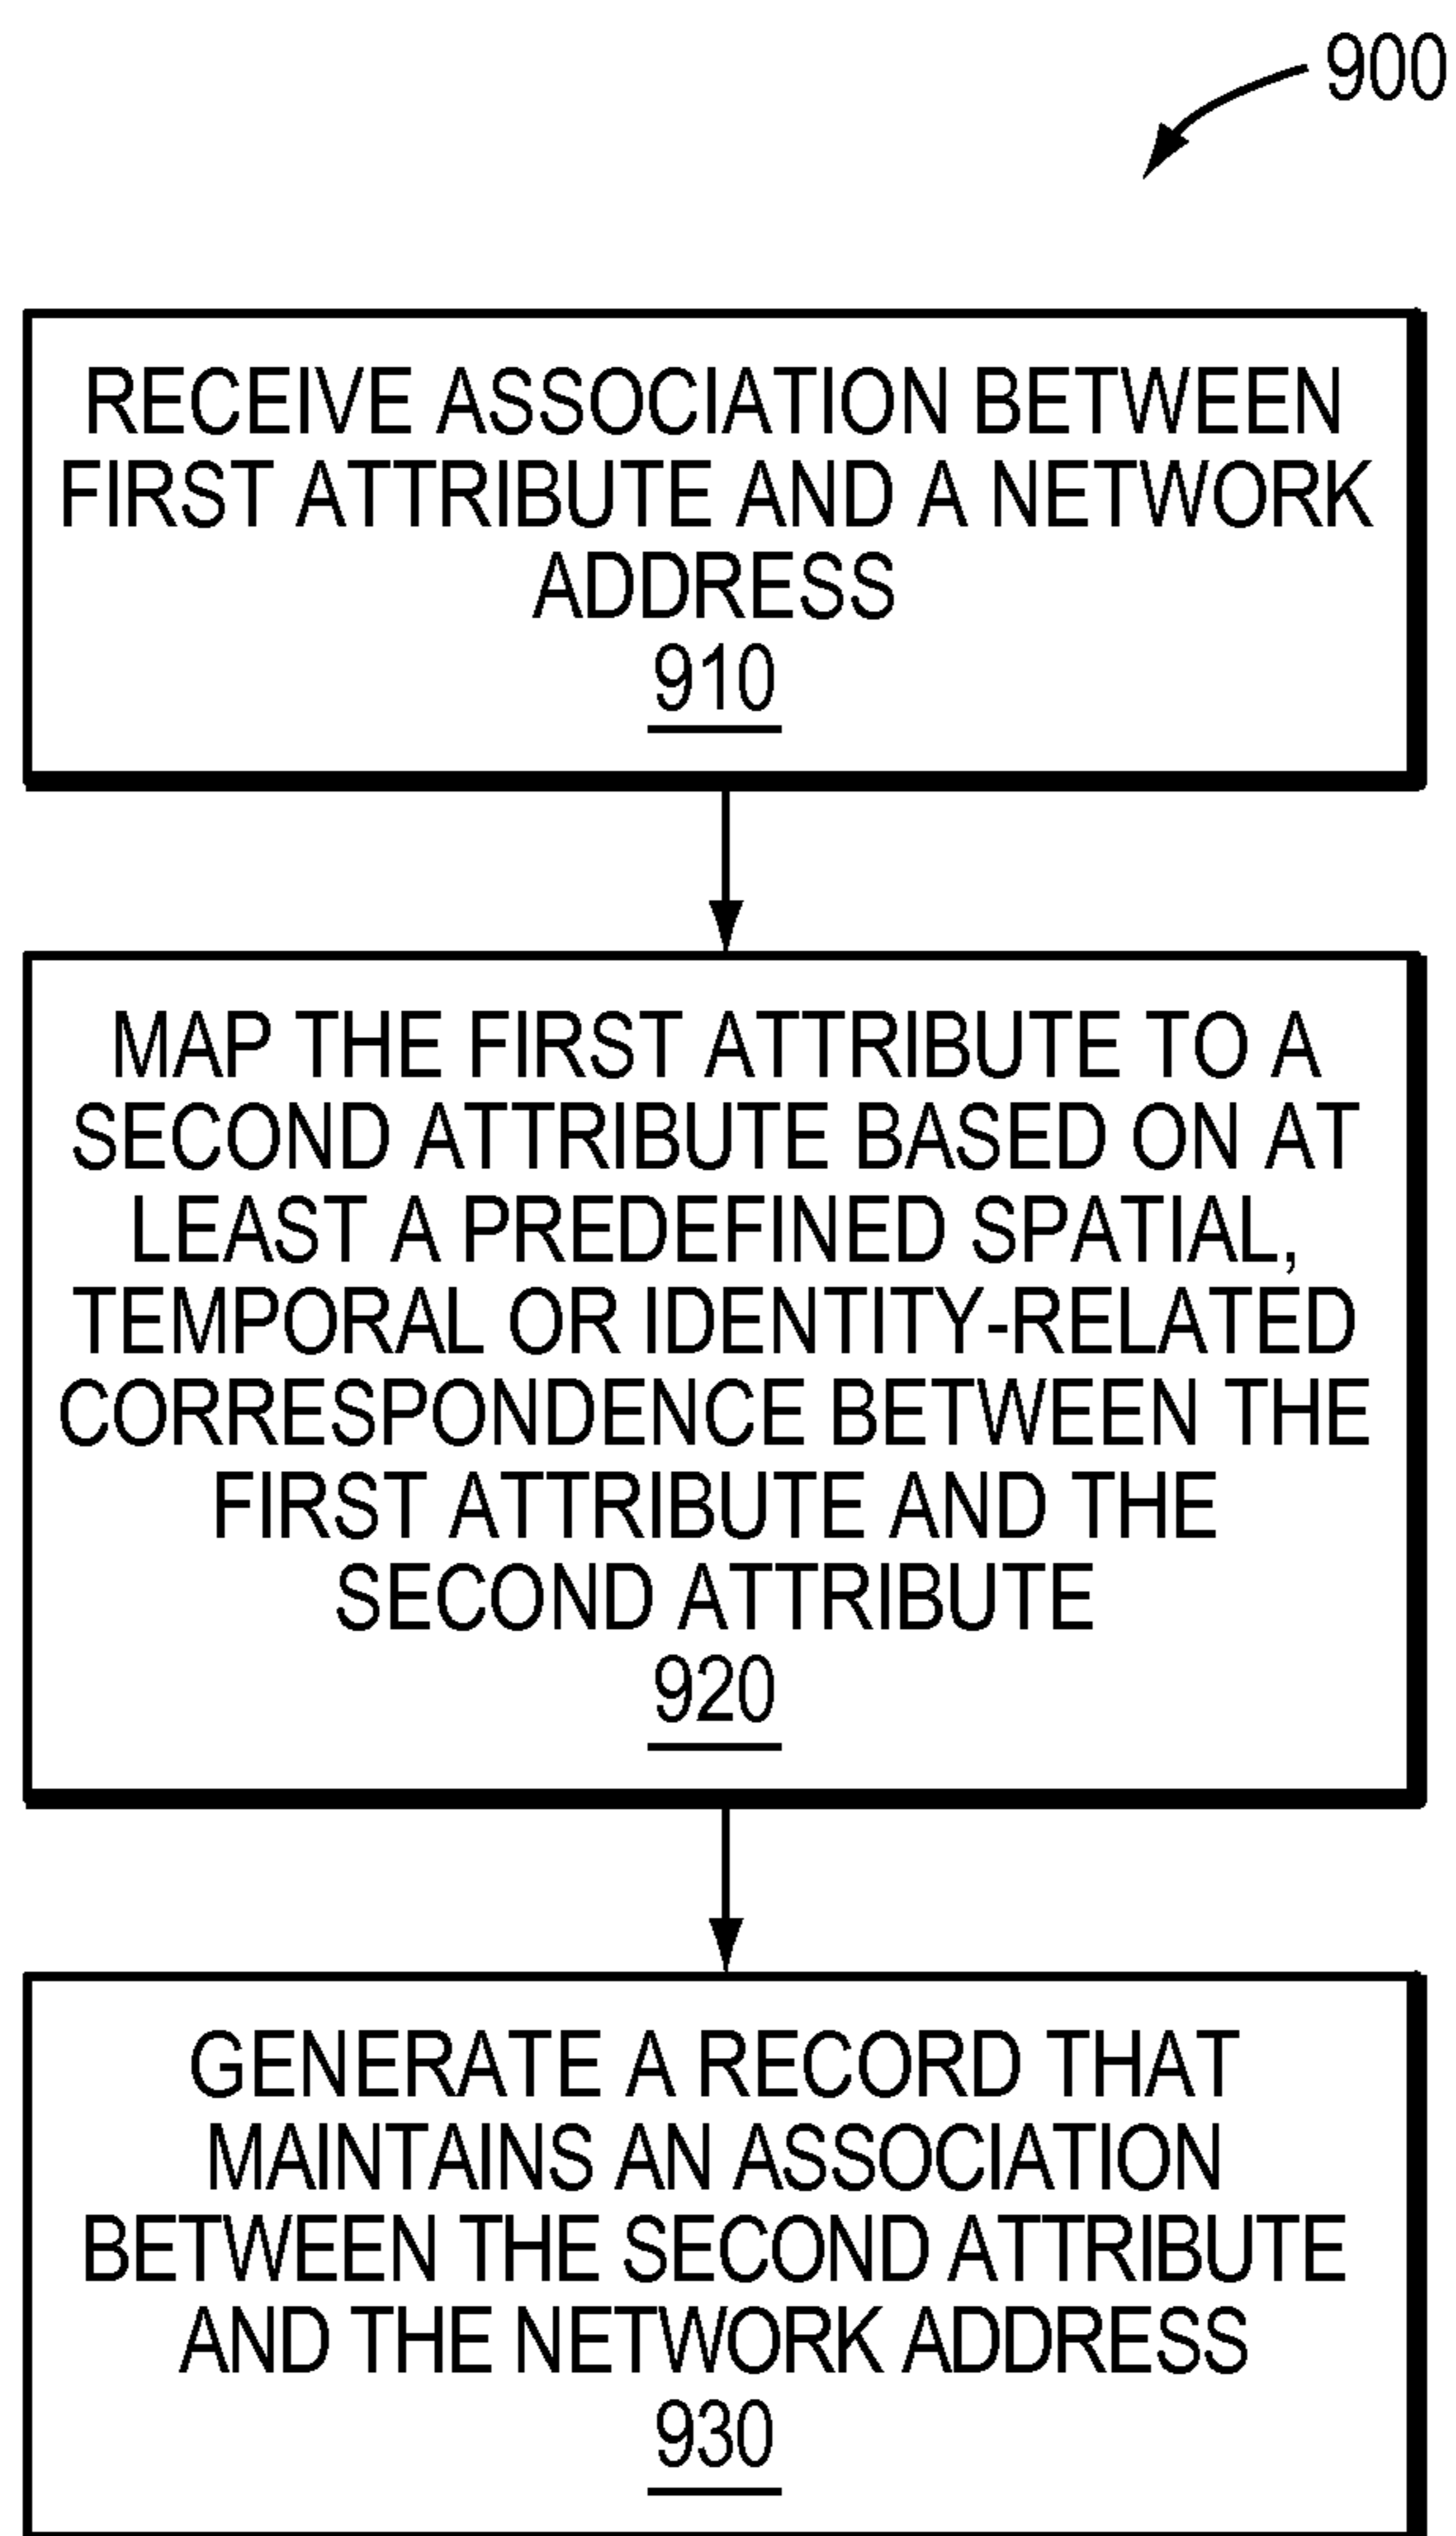 900
RECEIVE ASSOCIATION BETWEEN
FIRST ATTRIBUTE AND A NETWORK
ADDRESS
910
MAP THE FIRST ATTRIBUTE TO A
SECOND ATTRIBUTE BASED ON AT
LEAST A PREDEFINED SPATIAL,
TEMPORAL OR IDENTITY-RELATED
CORRESPONDENCE BETWEEN THE
FIRST ATTRIBUTE AND THE
SECOND ATTRIBUTE
920
GENERATE A RECORD THAT
MAINTAINS AN ASSOCIATION
BETWEEN THE SECOND ATTRIBUTE
AND THE NETWORK ADDRESS
930